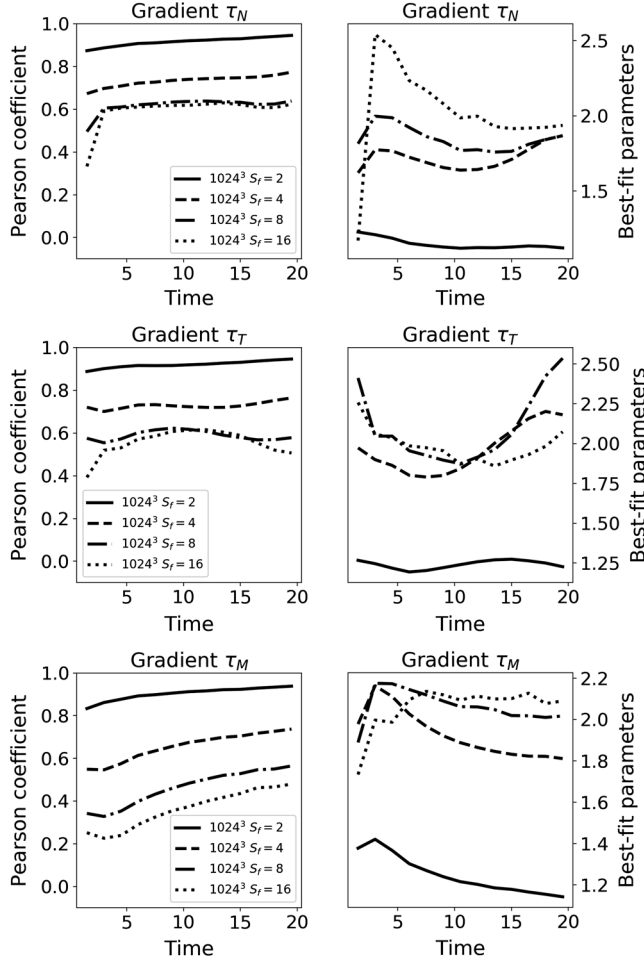 Gradient τ_N
Gradient τ_N
Pearson coefficient
1.0
0.8
0.6
0.4
0.2
0.0
1024³ S_f = 2
1024³ S_f = 4
1024³ S_f = 8
1024³ S_f = 16
5 10 15 20
Time
2.5
2.0
1.5
Best-fit parameters
5 10 15 20
Time
Gradient τ_T
Gradient τ_T
Pearson coefficient
1.0
0.8
0.6
0.4
0.2
0.0
1024³ S_f = 2
1024³ S_f = 4
1024³ S_f = 8
1024³ S_f = 16
5 10 15 20
Time
2.50
2.25
2.00
1.75
1.50
1.25
Best-fit parameters
5 10 15 20
Time
Gradient τ_M
Gradient τ_M
Pearson coefficient
1.0
0.8
0.6
0.4
0.2
0.0
1024³ S_f = 2
1024³ S_f = 4
1024³ S_f = 8
1024³ S_f = 16
5 10 15 20
Time
2.2
2.0
1.8
1.6
1.4
1.2
Best-fit parameters
5 10 15 20
Time